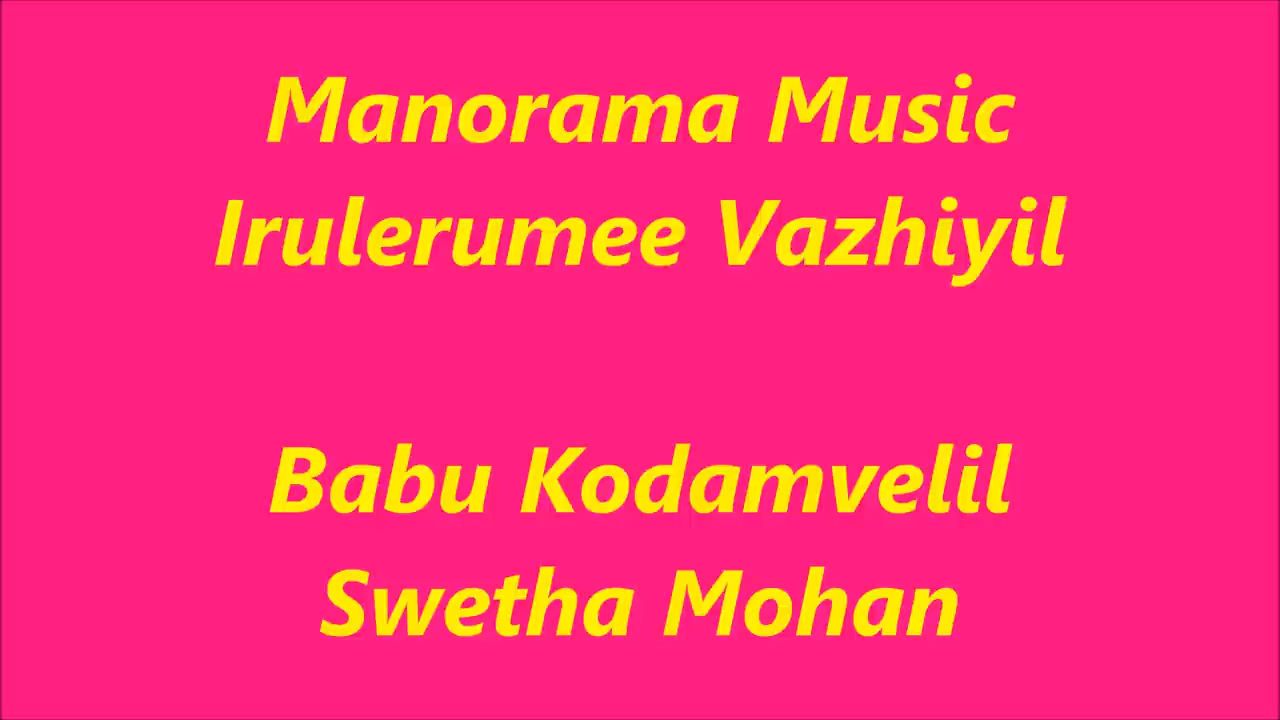 Manorama Music
Irulerumee Vazhiyil
Babu Kodamvelil
Swetha Mohan